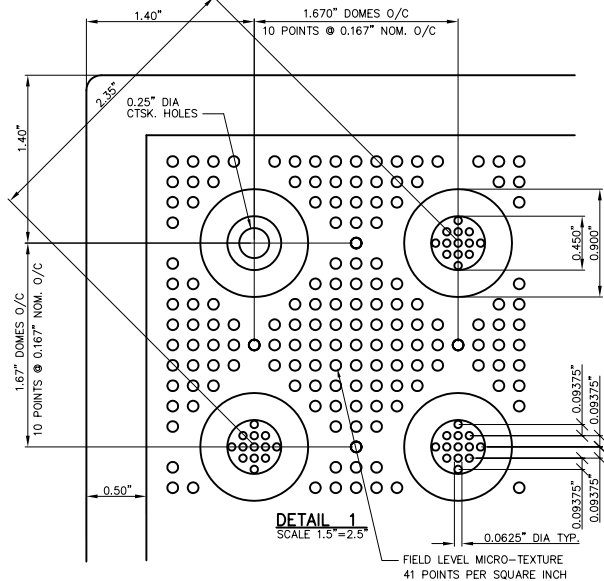 1.40"
1.670" DOMES O/C
10 POINTS @ 0.167" NOM. O/C
2.35"
0.25" DIA
CTSK. HOLES
1.40"
0.450"
0.900"
1.67" DOMES O/C
10 POINTS @ 0.167" NOM. O/C
0.09375"
0.09375"
0.09375"
0.09375"
0.50"
DETAIL 1
SCALE 1.5"=2.5"
0.0625" DIA TYP.
FIELD LEVEL MICRO-TEXTURE
41 POINTS PER SQUARE INCH